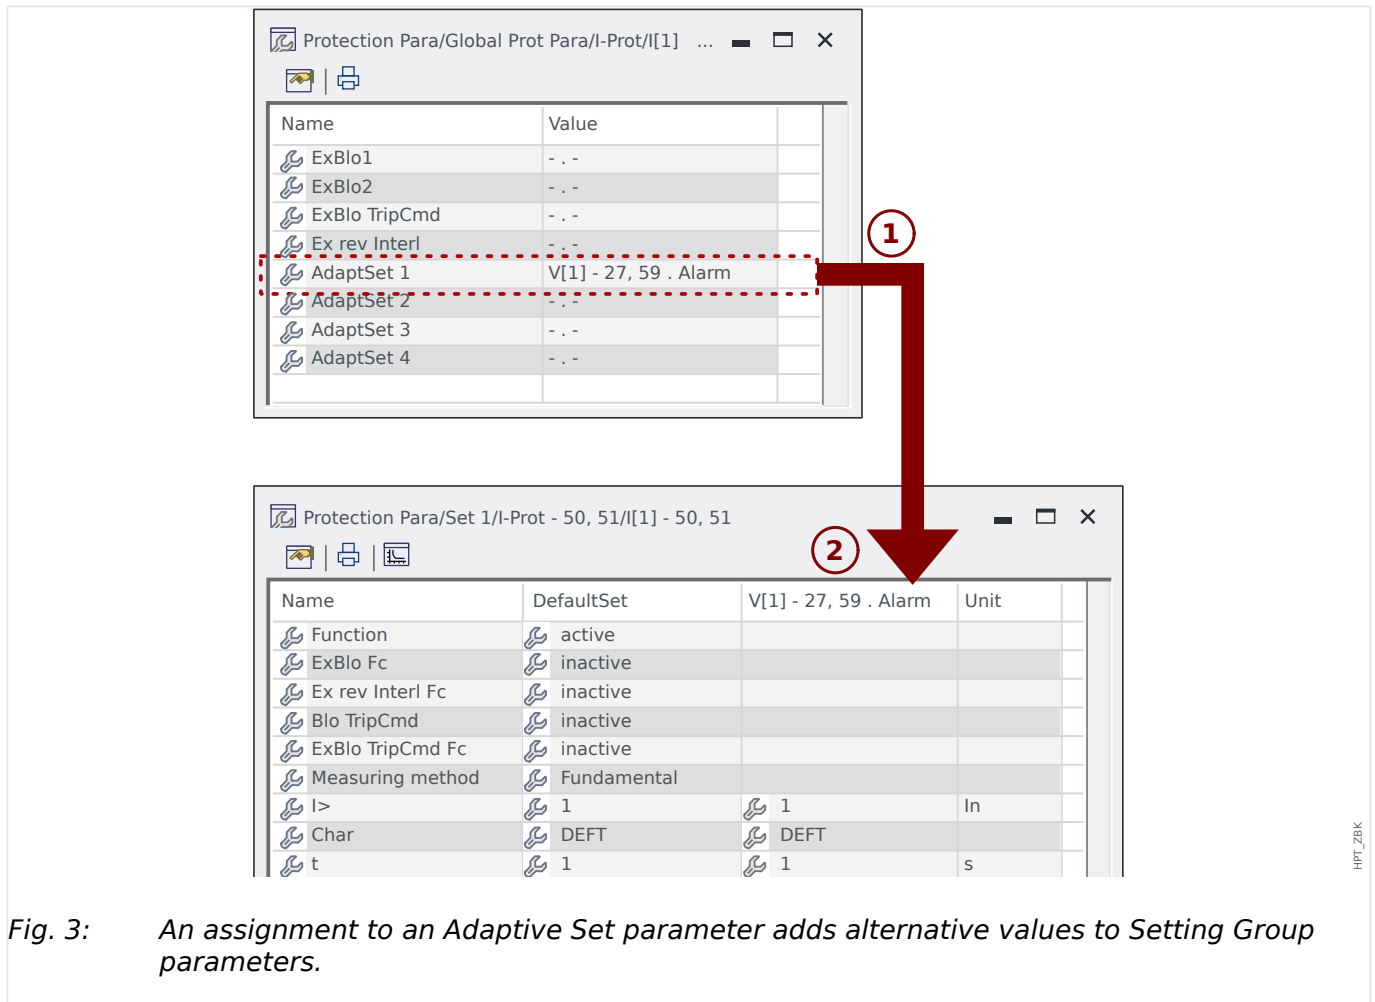 Protection Para/Global Prot Para/I-Prot/I[1] ...
Name Value
ExBlo1 - . -
ExBlo2 - . -
ExBlo TripCmd - . -
Ex rev Interl - . -
AdaptSet 1 V[1] - 27, 59 . Alarm
AdaptSet 2 - . -
AdaptSet 3 - . -
AdaptSet 4 - . -
1
Protection Para/Set 1/I-Prot - 50, 51/I[1] - 50, 51
2
Name DefaultSet V[1] - 27, 59 . Alarm Unit
Function active
ExBlo Fc inactive
Ex rev Interl Fc inactive
Blo TripCmd inactive
ExBlo TripCmd Fc inactive
Measuring method Fundamental
I> 1 1 In
Char DEFT DEFT
t 1 1 s
HPT_ZBK
Fig. 3: An assignment to an Adaptive Set parameter adds alternative values to Setting Group
parameters.